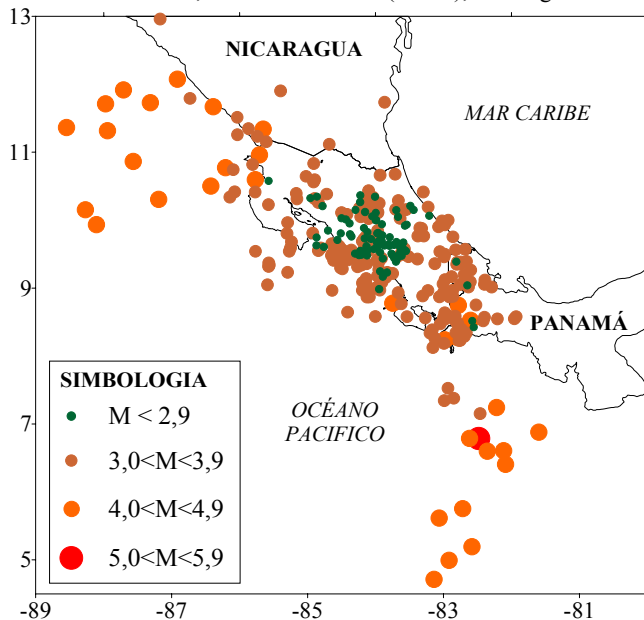 13
NICARAGUA
MAR CARIBE
11
9
PANAMÁ
SIMBOLOGIA
M < 2,9
OCÉANO
PACIFICO
7
3,0<M<3,9
4,0<M<4,9
5
5,0<M<5,9
-89
-87
-85
-83
-81